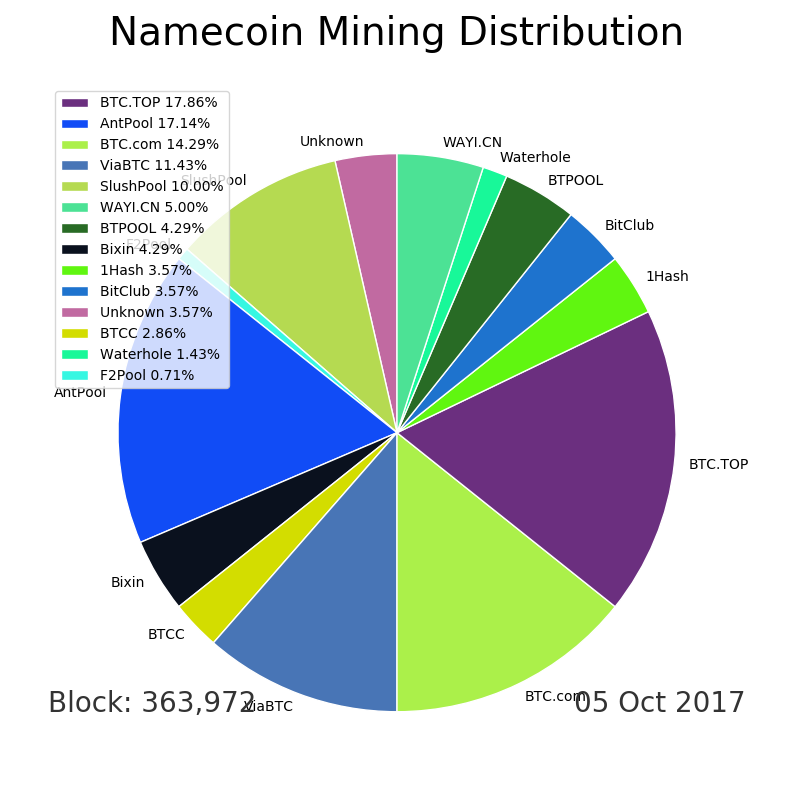 Namecoin Mining Distribution
BTC.TOP 17.86%
AntPool 17.14%
BTC.com 14.29%
ViaBTC 11.43%
SlushPool 10.00%
WAYI.CN 5.00%
BTPOOL 4.29%
Bixin 4.29%
1Hash 3.57%
BitClub 3.57%
Unknown 3.57%
BTCC 2.86%
Waterhole 1.43%
F2Pool 0.71%
Unknown
WAYI.CN
Waterhole
BTPOOL
SlushPool
BitClub
F2Pool
1Hash
AntPool
BTC.TOP
Bixin
BTCC
BTC.com
ViaBTC
Block: 363,972
05 Oct 2017